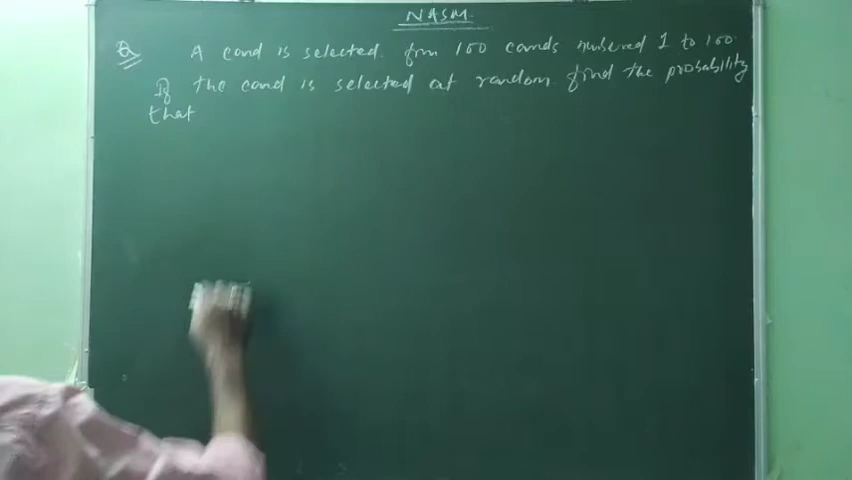 NASM
Q A card is selected from 100 cards numbered 1 to 100.
If the card is selected at random find the probability
that